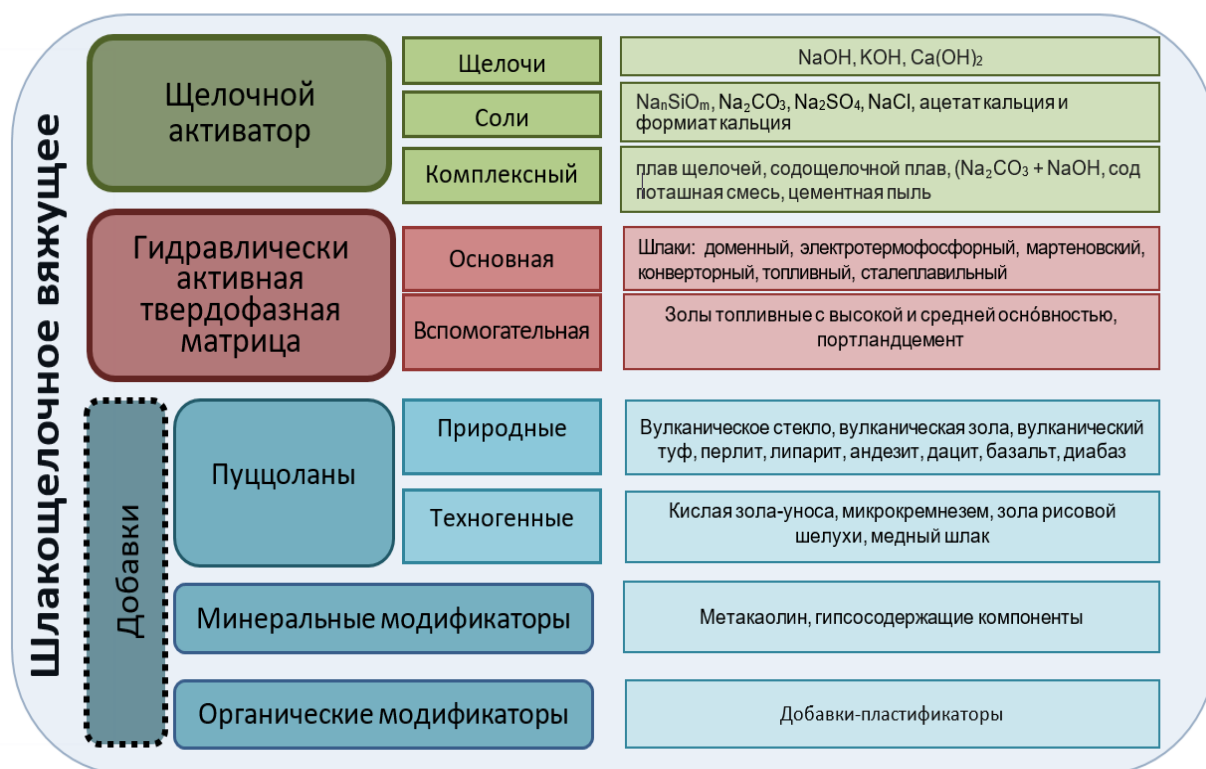 Шлакощелочное вяжущее
Щелочной
активатор
Щелочи
NaOH, KOH, Ca(OH)₂
Соли
NaₙSiOₘ, Na₂CO₃, Na₂SO₄, NaCl, ацетат кальция и
формиат кальция
Комплексный
плав щелочей, содощелочной плав, (Na₂CO₃ + NaOH, сод
поташная смесь, цементная пыль
Гидравлически
активная
твердофазная
матрица
Основная
Шлаки: доменный, электротермофосфорный, мартеновский,
конверторный, топливный, сталеплавильный
Вспомогательная
Золы топливные с высокой и средней осно́вностью,
портландцемент
Добавки
Пуццоланы
Природные
Вулканическое стекло, вулканическая зола, вулканический
туф, перлит, липарит, андезит, дацит, базальт, диабаз
Техногенные
Кислая зола-уноса, микрокремнезем, зола рисовой
шелухи, медный шлак
Минеральные модификаторы
Метакаолин, гипсосодержащие компоненты
Органические модификаторы
Добавки-пластификаторы